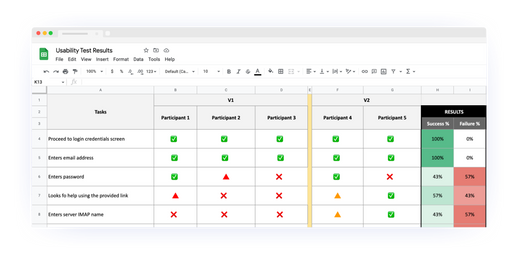 Usability Test Results
File Edit View Insert Format Data Tools Help
100% $ % .0 .00 123 Default (Ca... 10 B I S A
K13 fx
A B C D E F G H I
1 V1 V2
2 Tasks Participant 1 Participant 2 Participant 3 Participant 4 Participant 5 RESULTS
3 Success % Failure %
4 Proceed to login credentials screen 100% 0%
5 Enters email address 100% 0%
6 Enters password 43% 57%
7 Looks fo help using the provided link 57% 43%
8 Enters server IMAP name 43% 57%